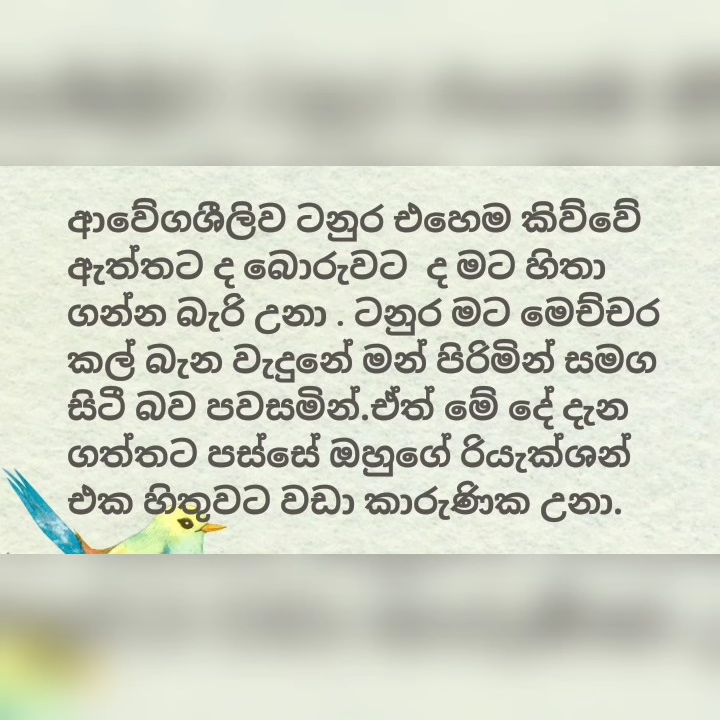 ආවේගශීලිව ටනුර එහෙම කිව්වේ
ඇත්තට ද බොරුවට  ද මට හිතා
ගන්න බැරි උනා . ටනුර මට මෙච්චර
කල් බැන වැදුනේ මන් පිරිමින් සමග
සිටී බව පවසමින්.ඒත් මේ දේ දැන
ගත්තට පස්සේ ඔහුගේ රියැක්ශන්
එක හිතුවට වඩා කාරුණික උනා.